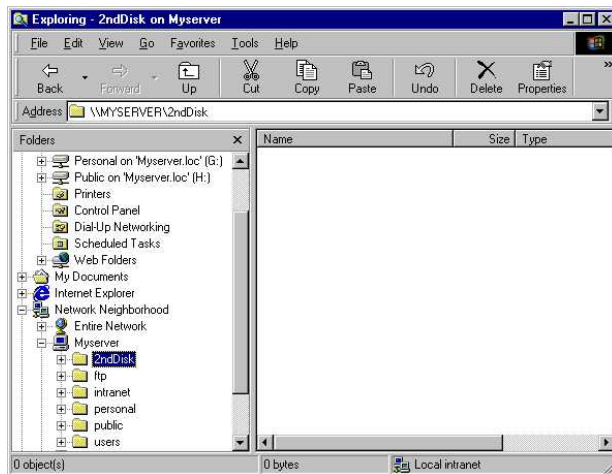 Exploring - 2ndDisk on Myserver
File Edit View Go Favorites Tools Help
Back Forward Up Cut Copy Paste Undo Delete Properties »
Address \\MYSERVER\2ndDisk
Folders x Name Size Type
Personal on 'Myserver.loc' (G:)
Public on 'Myserver.loc' (H:)
Printers
Control Panel
Dial-Up Networking
Scheduled Tasks
Web Folders
My Documents
Internet Explorer
Network Neighborhood
Entire Network
Myserver
2ndDisk
ftp
intranet
personal
public
users
0 object(s) 0 bytes Local intranet